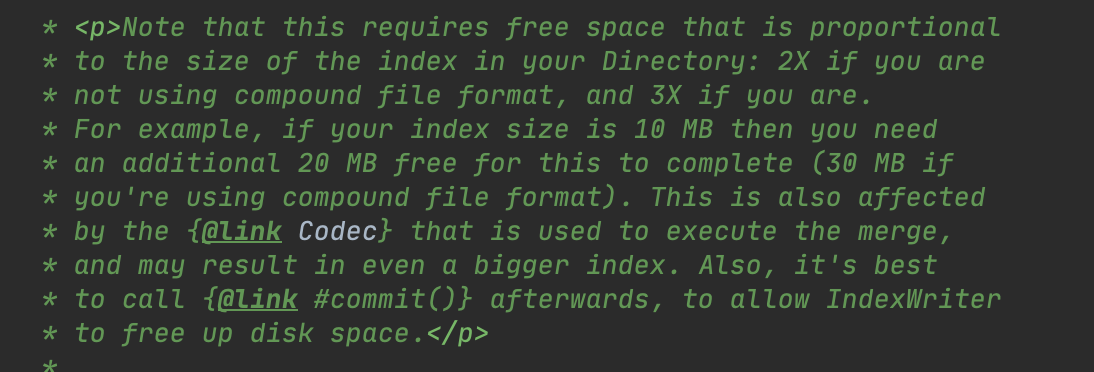 * <p>Note that this requires free space that is proportional
* to the size of the index in your Directory: 2X if you are
* not using compound file format, and 3X if you are.
* For example, if your index size is 10 MB then you need
* an additional 20 MB free for this to complete (30 MB if
* you're using compound file format). This is also affected
* by the {@link Codec} that is used to execute the merge,
* and may result in even a bigger index. Also, it's best
* to call {@link #commit()} afterwards, to allow IndexWriter
* to free up disk space.</p>
*